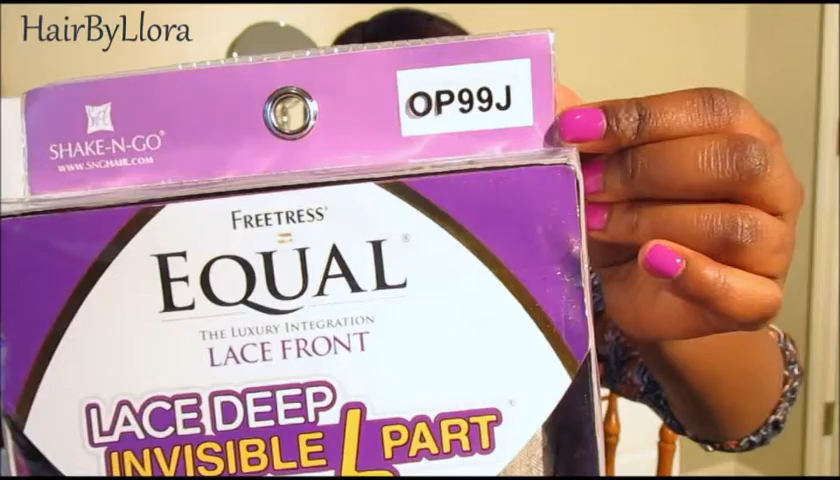 HairByLlora
OP99J
SHAKE-N-GO®
WWW.SNGHAIR.COM
FREETRESS®
EQUAL®
THE LUXURY INTEGRATION
LACE FRONT
LACE DEEP
INVISIBLE L PART